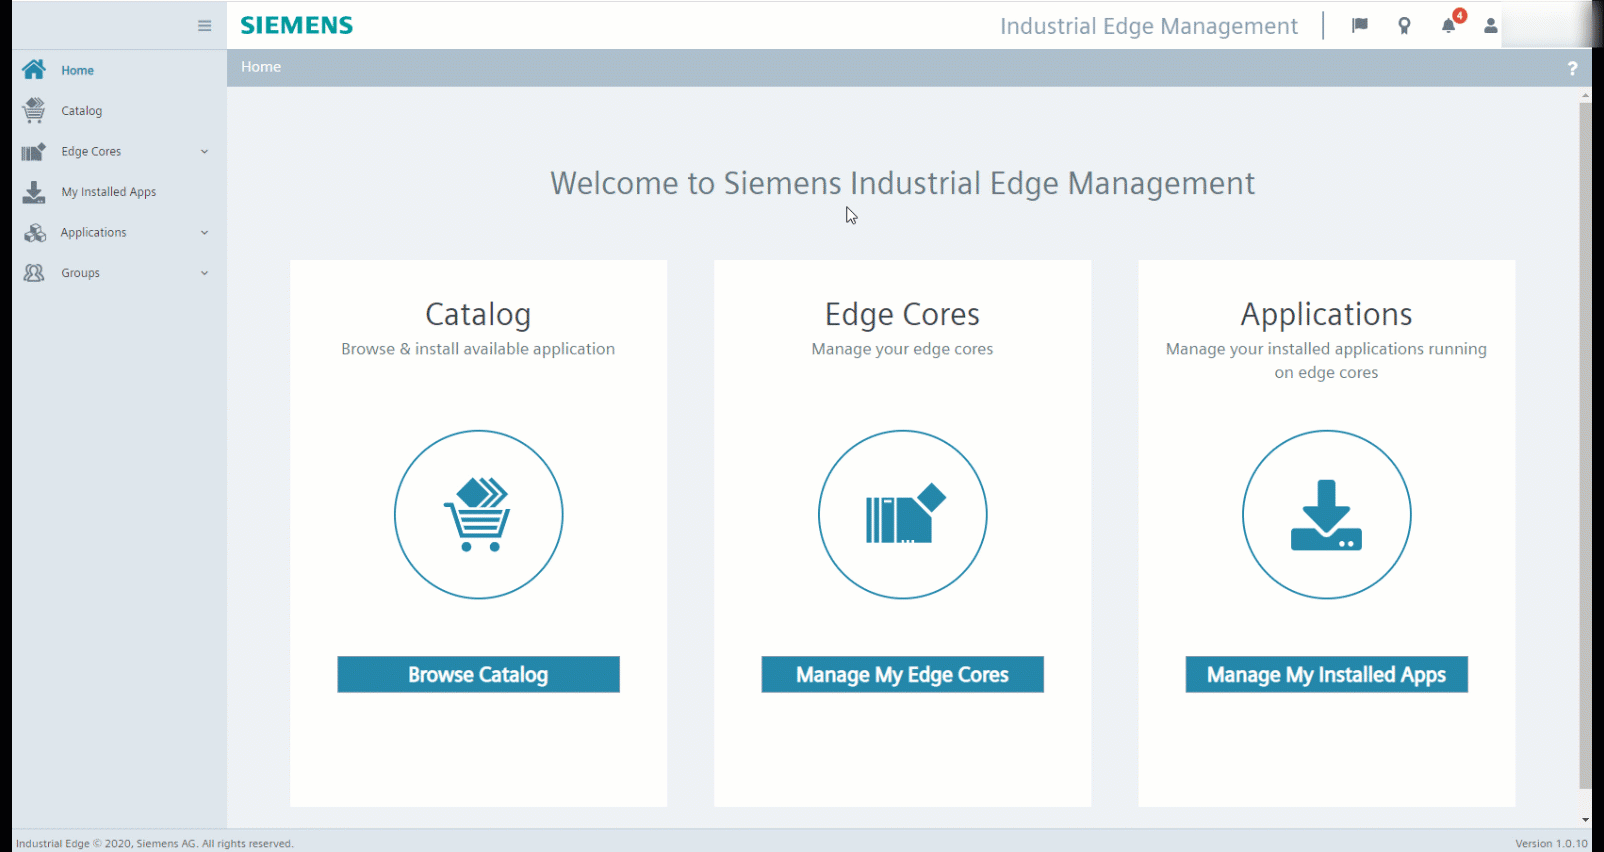 SIEMENS
Industrial Edge Management
4
Home
?
Home
Catalog
Edge Cores
My Installed Apps
Applications
Groups
Welcome to Siemens Industrial Edge Management
Catalog
Browse & install available application
Browse Catalog
Edge Cores
Manage your edge cores
Manage My Edge Cores
Applications
Manage your installed applications running
on edge cores
Manage My Installed Apps
Industrial Edge © 2020, Siemens AG. All rights reserved.
Version 1.0.10